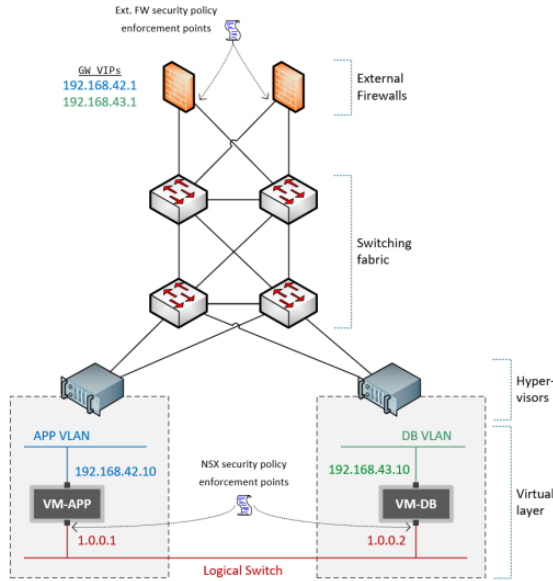 Ext. FW security policy
enforcement points
GW VIPs
192.168.42.1
192.168.43.1
External
Firewalls
Switching
fabric
Hyper-
visors
APP VLAN
DB VLAN
192.168.42.10
NSX security policy
enforcement points
192.168.43.10
VM-APP
VM-DB
Virtual
layer
1.0.0.1
1.0.0.2
Logical Switch